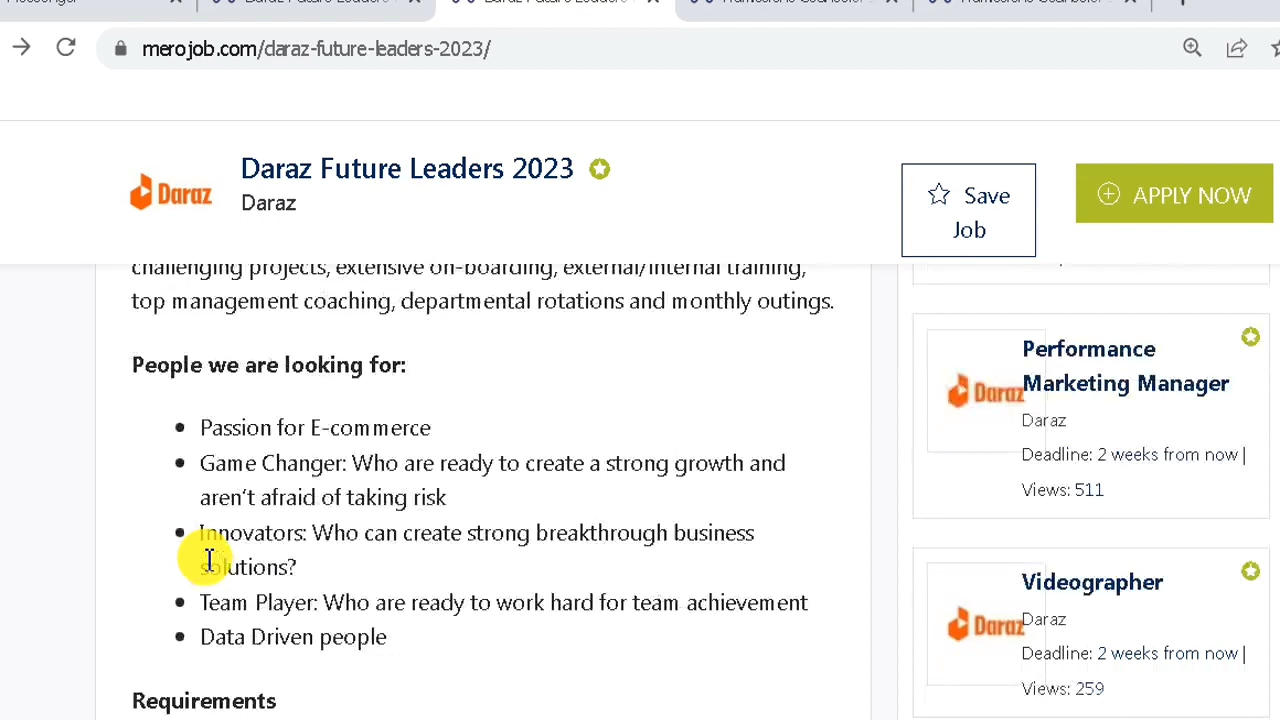 merojob.com/daraz-future-leaders-2023/
Daraz
Daraz Future Leaders 2023
Daraz
Save
Job
APPLY NOW
challenging projects, extensive on-boarding, external/internal training,
top management coaching, departmental rotations and monthly outings.
People we are looking for:
Passion for E-commerce
Game Changer: Who are ready to create a strong growth and
aren't afraid of taking risk
Innovators: Who can create strong breakthrough business
solutions?
Team Player: Who are ready to work hard for team achievement
Data Driven people
Requirements
Daraz
Performance
Marketing Manager
Daraz
Deadline: 2 weeks from now |
Views: 511
Daraz
Videographer
Daraz
Deadline: 2 weeks from now |
Views: 259